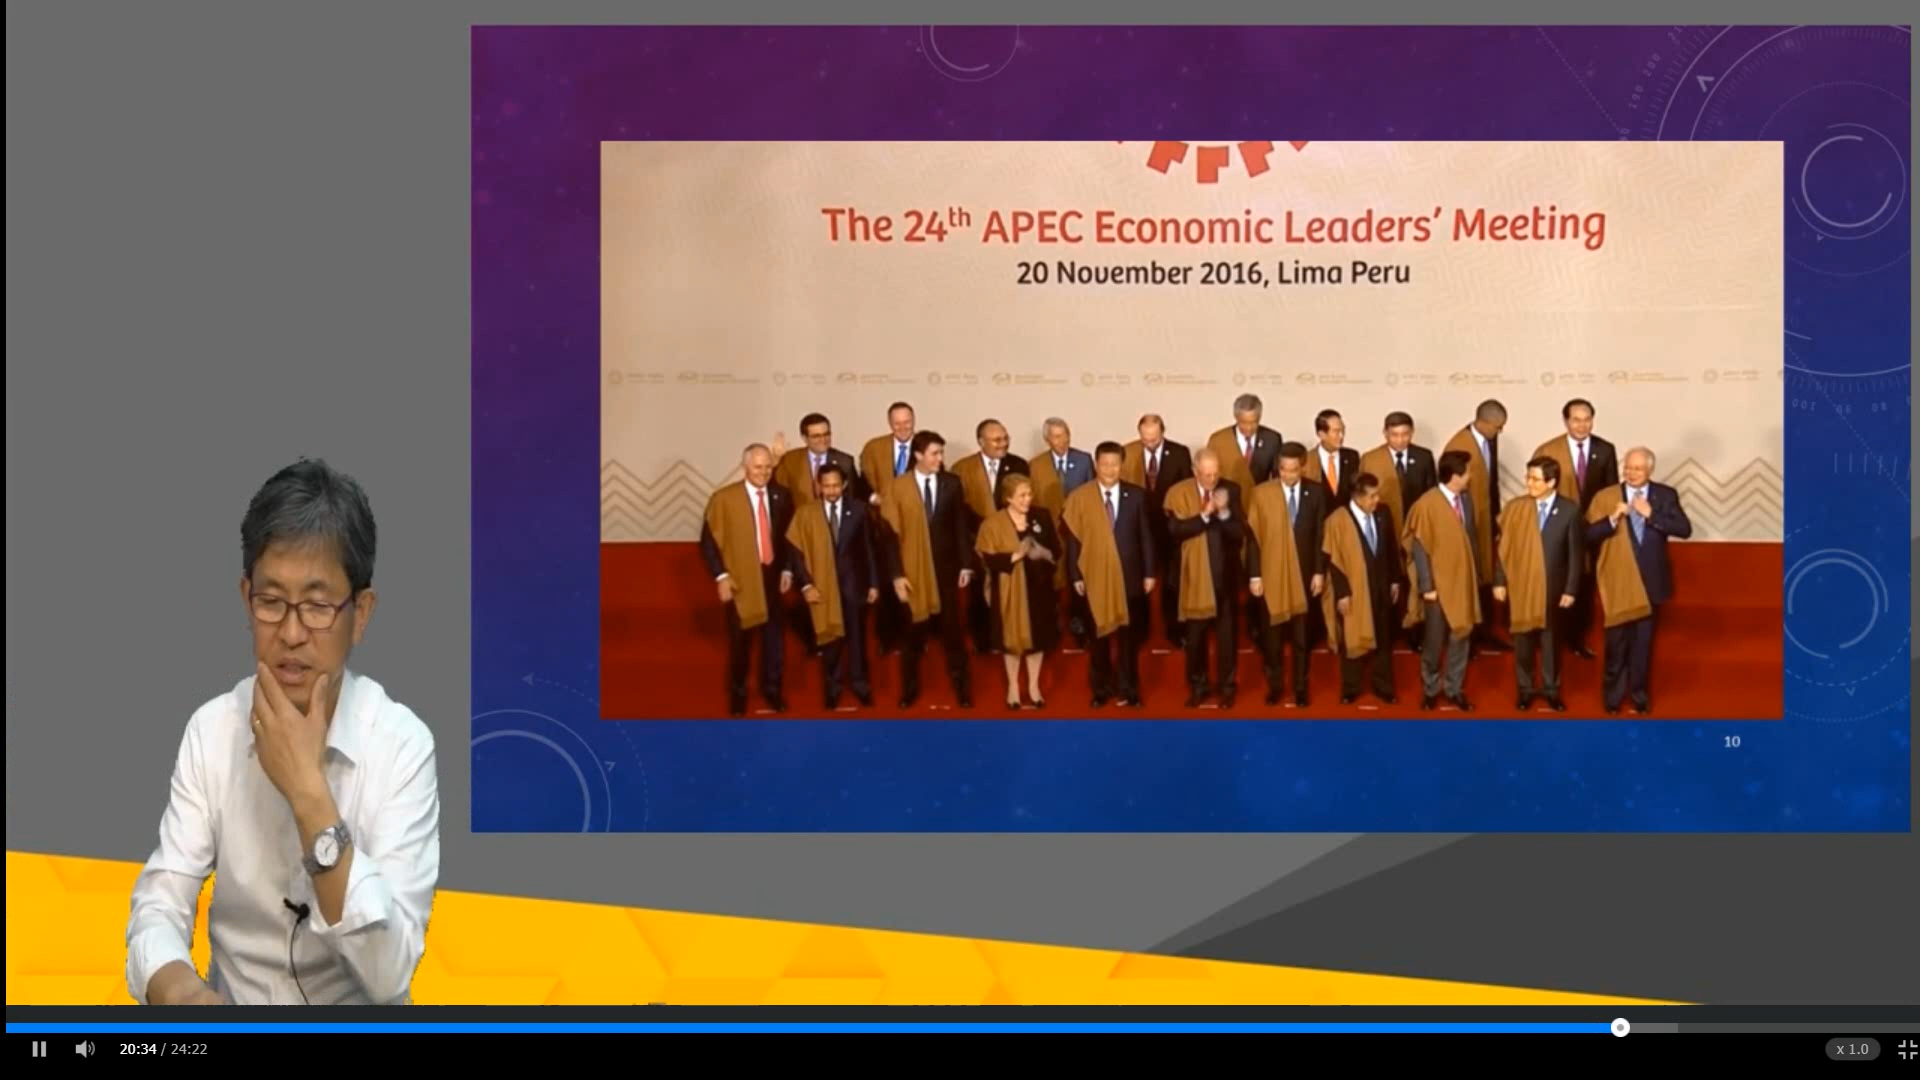 The 24th APEC Economic Leaders' Meeting
20 November 2016, Lima Peru
10
20:34 / 24:22
x 1.0